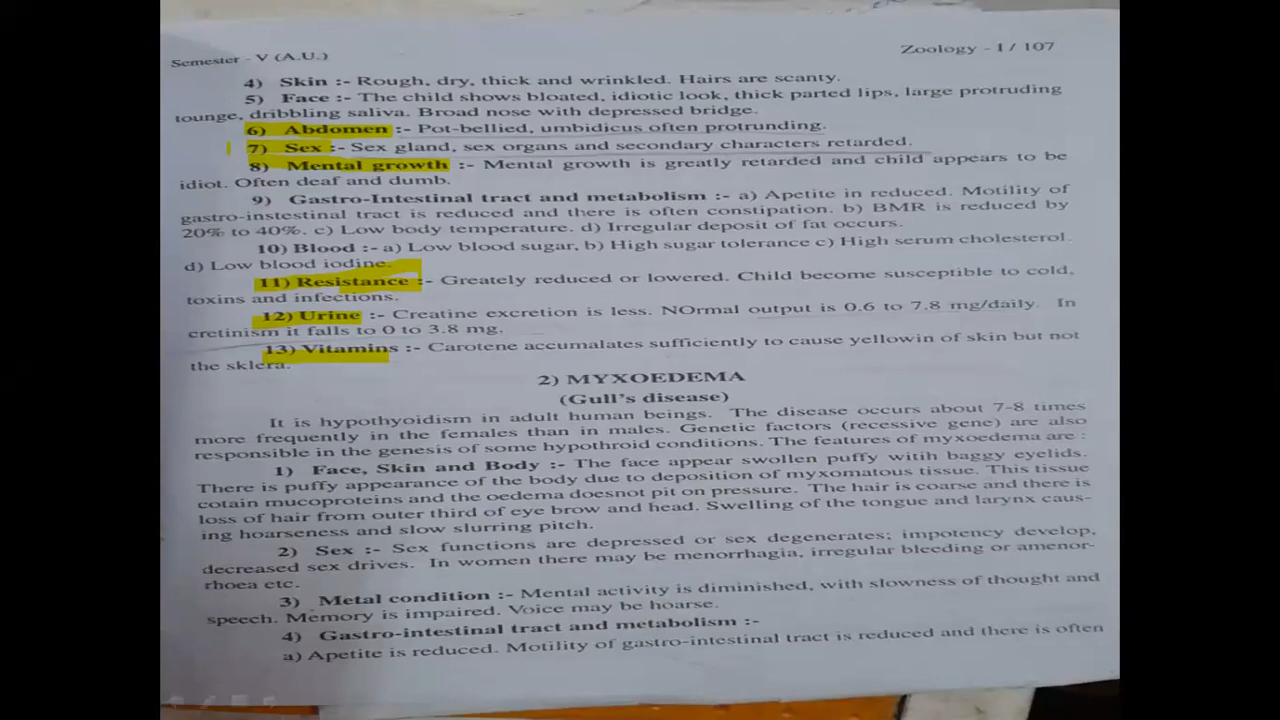 Semester - V (A.U.)
Zoology - I / 107
4) Skin :- Rough, dry, thick and wrinkled. Hairs are scanty.
5) Face :- The child shows bloated, idiotic look, thick parted lips, large protruding
tounge, dribbling saliva. Broad nose with depressed bridge.
6) Abdomen :- Pot-bellied, umbidicus often protrunding.
7) Sex :- Sex gland, sex organs and secondary characters retarded.
8) Mental growth :- Mental growth is greatly retarded and child appears to be
idiot. Often deaf and dumb.
9) Gastro-Intestinal tract and metabolism :- a) Apetite in reduced. Motility of
gastro-instestinal tract is reduced and there is often constipation. b) BMR is reduced by
20% to 40%. c) Low body temperature. d) Irregular deposit of fat occurs.
10) Blood :- a) Low blood sugar, b) High sugar tolerance c) High serum cholesterol.
d) Low blood iodine.
11) Resistance :- Greately reduced or lowered. Child become susceptible to cold,
toxins and infections.
12) Urine :- Creatine excretion is less. NOrmal output is 0.6 to 7.8 mg/daily. In
cretinism it falls to 0 to 3.8 mg.
13) Vitamins :- Carotene accumalates sufficiently to cause yellowin of skin but not
the sklera.
2) MYXOEDEMA
(Gull's disease)
It is hypothyoidism in adult human beings. The disease occurs about 7-8 times
more frequently in the females than in males. Genetic factors (recessive gene) are also
responsible in the genesis of some hypothroid conditions. The features of myxoedema are :
1) Face, Skin and Body :- The face appear swollen puffy witih baggy eyelids.
There is puffy appearance of the body due to deposition of myxomatous tissue. This tissue
cotain mucoproteins and the oedema doesnot pit on pressure. The hair is coarse and there is
loss of hair from outer third of eye brow and head. Swelling of the tongue and larynx caus-
ing hoarseness and slow slurring pitch.
2) Sex :- Sex functions are depressed or sex degenerates; impotency develop,
decreased sex drives. In women there may be menorrhagia, irregular bleeding or amenor-
rhoea etc.
3) Metal condition :- Mental activity is diminished, with slowness of thought and
speech. Memory is impaired. Voice may be hoarse.
4) Gastro-intestinal tract and metabolism :-
a) Apetite is reduced. Motility of gastro-intestinal tract is reduced and there is often